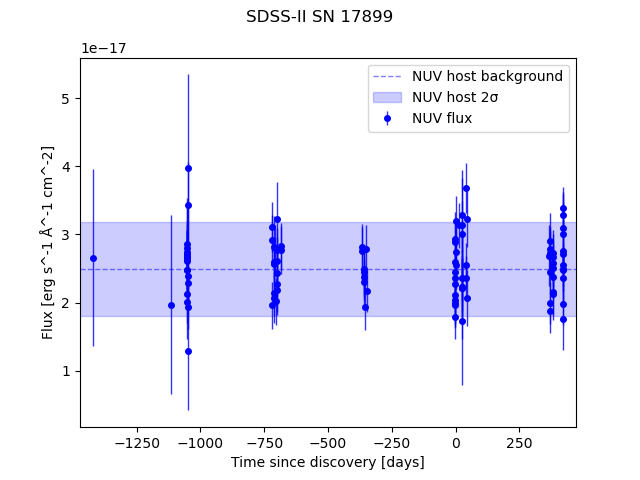 SDSS-II SN 17899
1e−17
NUV host background
NUV host 2σ
NUV flux
5
4
3
2
1
Flux [erg s^-1 Å^-1 cm^-2]
−1250 −1000 −750 −500 −250 0 250
Time since discovery [days]